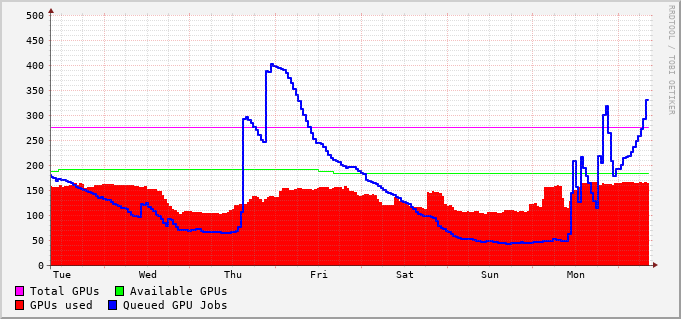 500
450
400
350
300
250
200
150
100
50
0
Tue Wed Thu Fri Sat Sun Mon
Total GPUs Available GPUs
GPUs used Queued GPU Jobs
RRDTOOL / TOBI OETIKER